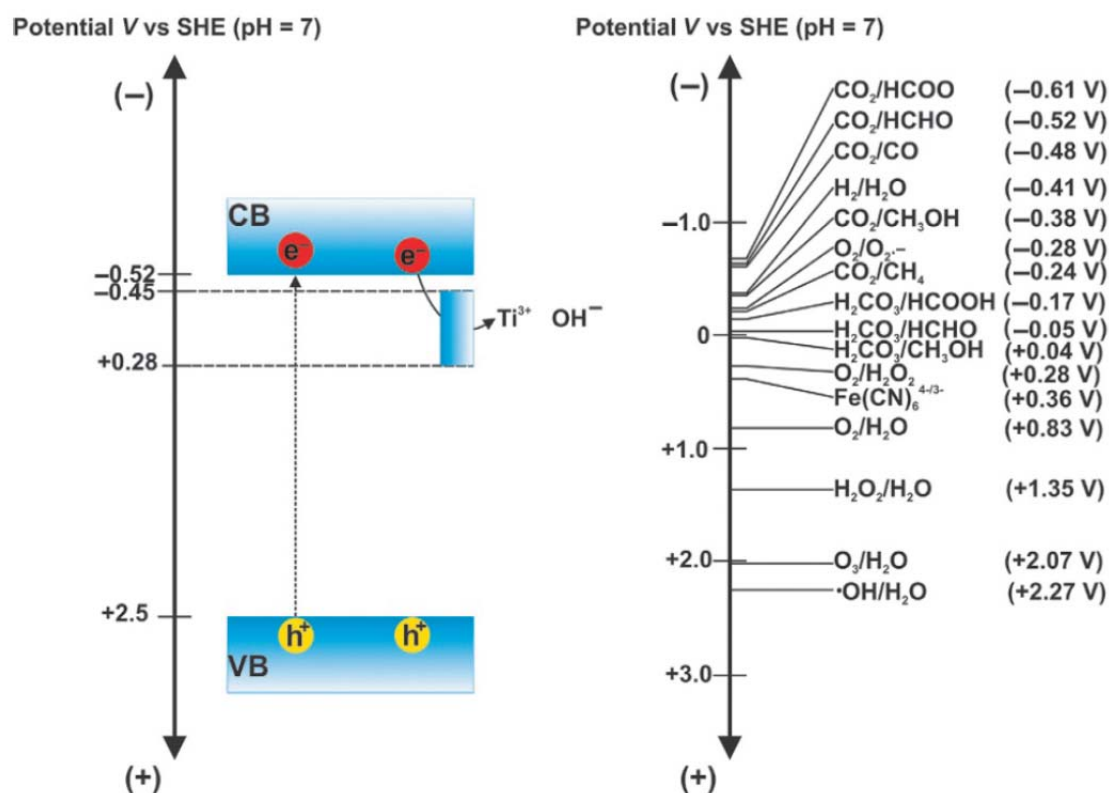 Potential V vs SHE (pH = 7)
(–)
CB
e⁻ e⁻
–0.52
–0.45
Ti³⁺ OH⁻
+0.28
+2.5
h⁺ h⁺
VB
(+)
Potential V vs SHE (pH = 7)
(–)
CO₂/HCOO (–0.61 V)
CO₂/HCHO (–0.52 V)
CO₂/CO (–0.48 V)
H₂/H₂O (–0.41 V)
–1.0
CO₂/CH₃OH (–0.38 V)
O₂/O₂·– (–0.28 V)
CO₂/CH₄ (–0.24 V)
H₂CO₃/HCOOH (–0.17 V)
0
H₂CO₃/HCHO (–0.05 V)
H₂CO₃/CH₃OH (+0.04 V)
O₂/H₂O₂ (+0.28 V)
Fe(CN)₆⁴⁻/³⁻ (+0.36 V)
O₂/H₂O (+0.83 V)
+1.0
H₂O₂/H₂O (+1.35 V)
+2.0
O₃/H₂O (+2.07 V)
·OH/H₂O (+2.27 V)
+3.0
(+)